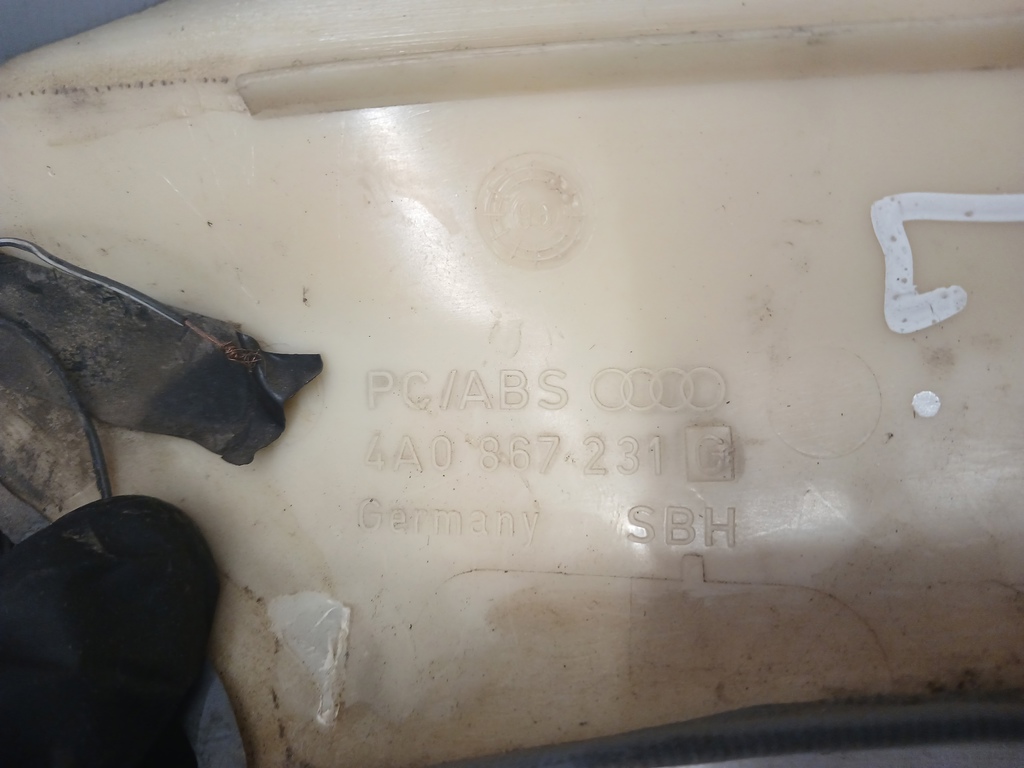 PC/ABS
4A0 867 231 G
Germany SBH